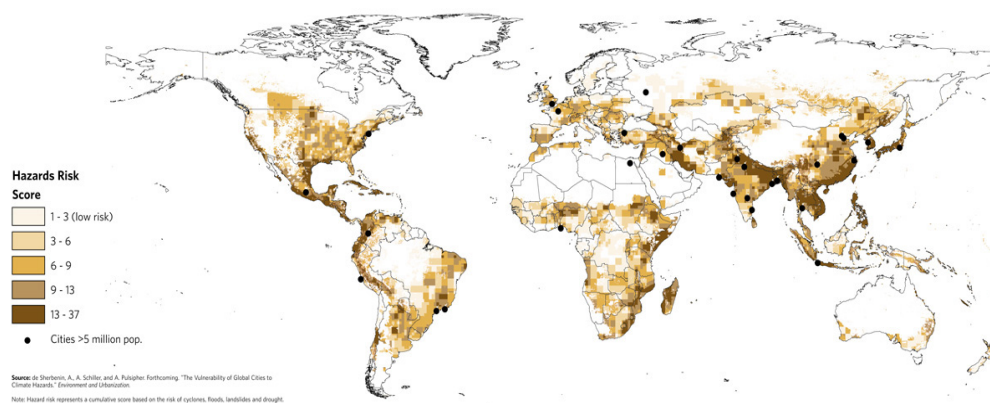 Hazards Risk
Score
1 - 3 (low risk)
3 - 6
6 - 9
9 - 13
13 - 37
Cities >5 million pop.
Source: de Sherbenin, A., A. Schiller, and A. Pulsipher. Forthcoming. "The Vulnerability of Global Cities to
Climate Hazards." Environment and Urbanization.
Note: Hazard risk represents a cumulative score based on the risk of cyclones, floods, landslides and drought.